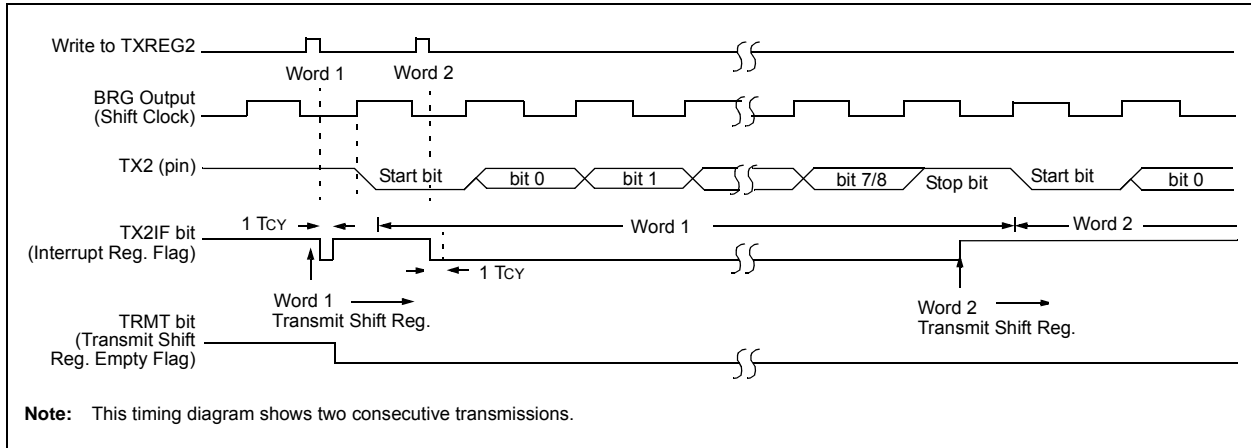 Write to TXREG2
Word 1
Word 2
BRG Output
(Shift Clock)
TX2 (pin)
Start bit
bit 0
bit 1
bit 7/8
Stop bit
Start bit
bit 0
1 TCY
Word 1
Word 2
TX2IF bit
(Interrupt Reg. Flag)
1 TCY
Word 1
Transmit Shift Reg.
Word 2
Transmit Shift Reg.
TRMT bit
(Transmit Shift
Reg. Empty Flag)
Note: This timing diagram shows two consecutive transmissions.